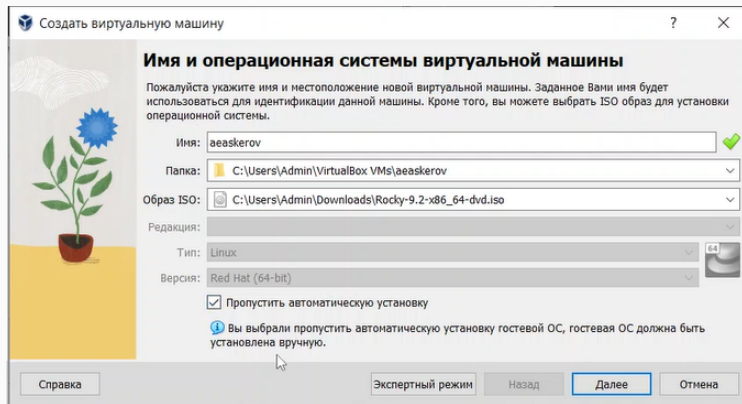 Создать виртуальную машину
?
Имя и операционная системы виртуальной машины
Пожалуйста укажите имя и местоположение новой виртуальной машины. Заданное Вами имя будет
использоваться для идентификации данной машины. Кроме того, вы можете выбрать ISO образ для установки
операционной системы.
Имя: aeaskerov
Папка: C:\Users\Admin\VirtualBox VMs\aeaskerov
Образ ISO: C:\Users\Admin\Downloads\Rocky-9.2-x86_64-dvd.iso
Редакция:
Тип: Linux
64
Версия: Red Hat (64-bit)
Пропустить автоматическую установку
Вы выбрали пропустить автоматическую установку гостевой ОС, гостевая ОС должна быть
установлена вручную.
Справка Экспертный режим Назад Далее Отмена